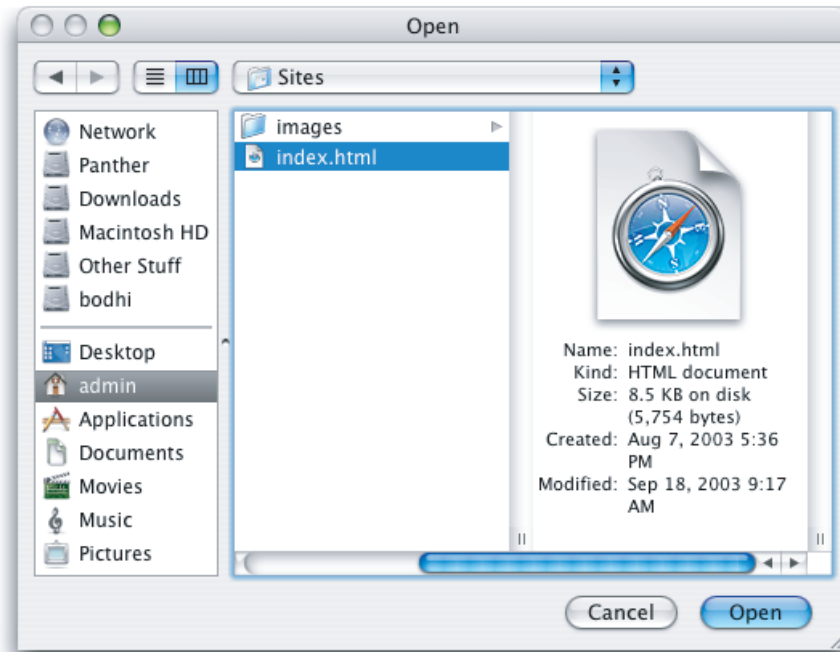 Open
Sites
Network
Panther
Downloads
Macintosh HD
Other Stuff
bodhi
Desktop
admin
Applications
Documents
Movies
Music
Pictures
images
index.html
Name: index.html
Kind: HTML document
Size: 8.5 KB on disk
(5,754 bytes)
Created: Aug 7, 2003 5:36
PM
Modified: Sep 18, 2003 9:17
AM
Cancel
Open